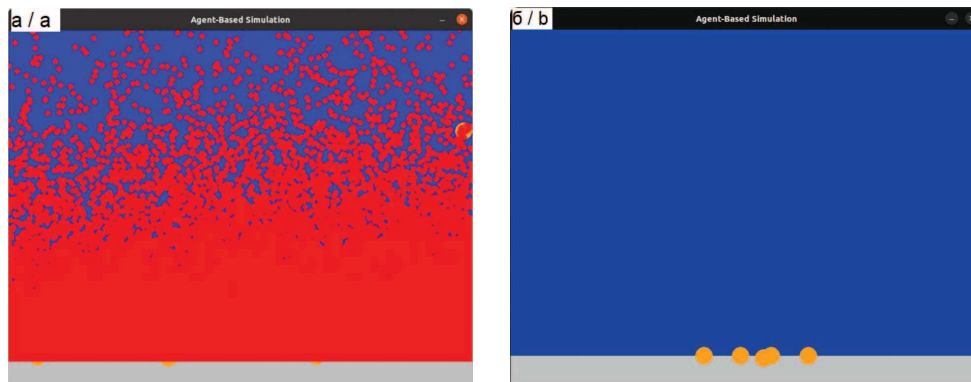 а / a
Agent-Based Simulation
б / b
Agent-Based Simulation